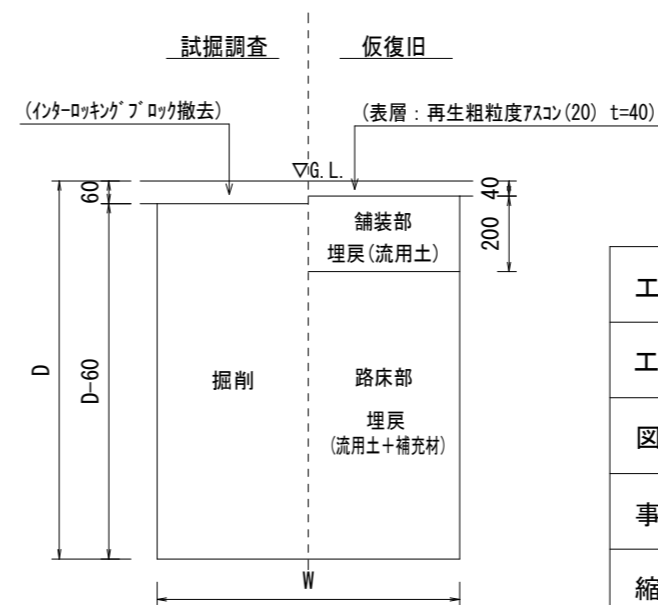 試掘調査 仮復旧
(インターロッキングブロック撤去) (表層：再生粗粒度アスコン(20) t=40)
▽G.L.
60 40
舗装部
埋戻(流用土)
200
D
D-60
掘削
路床部
埋戻
(流用土＋補充材)
W
工
工
図
事
縮